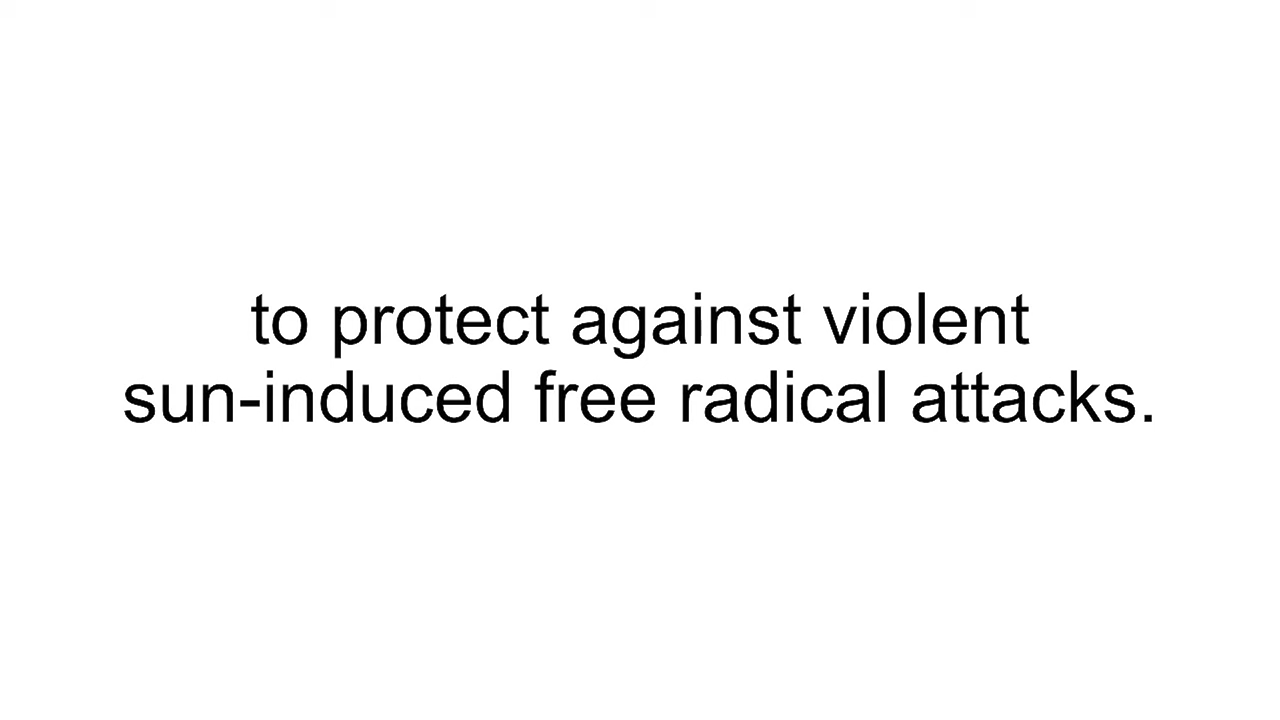 to protect against violent
sun-induced free radical attacks.